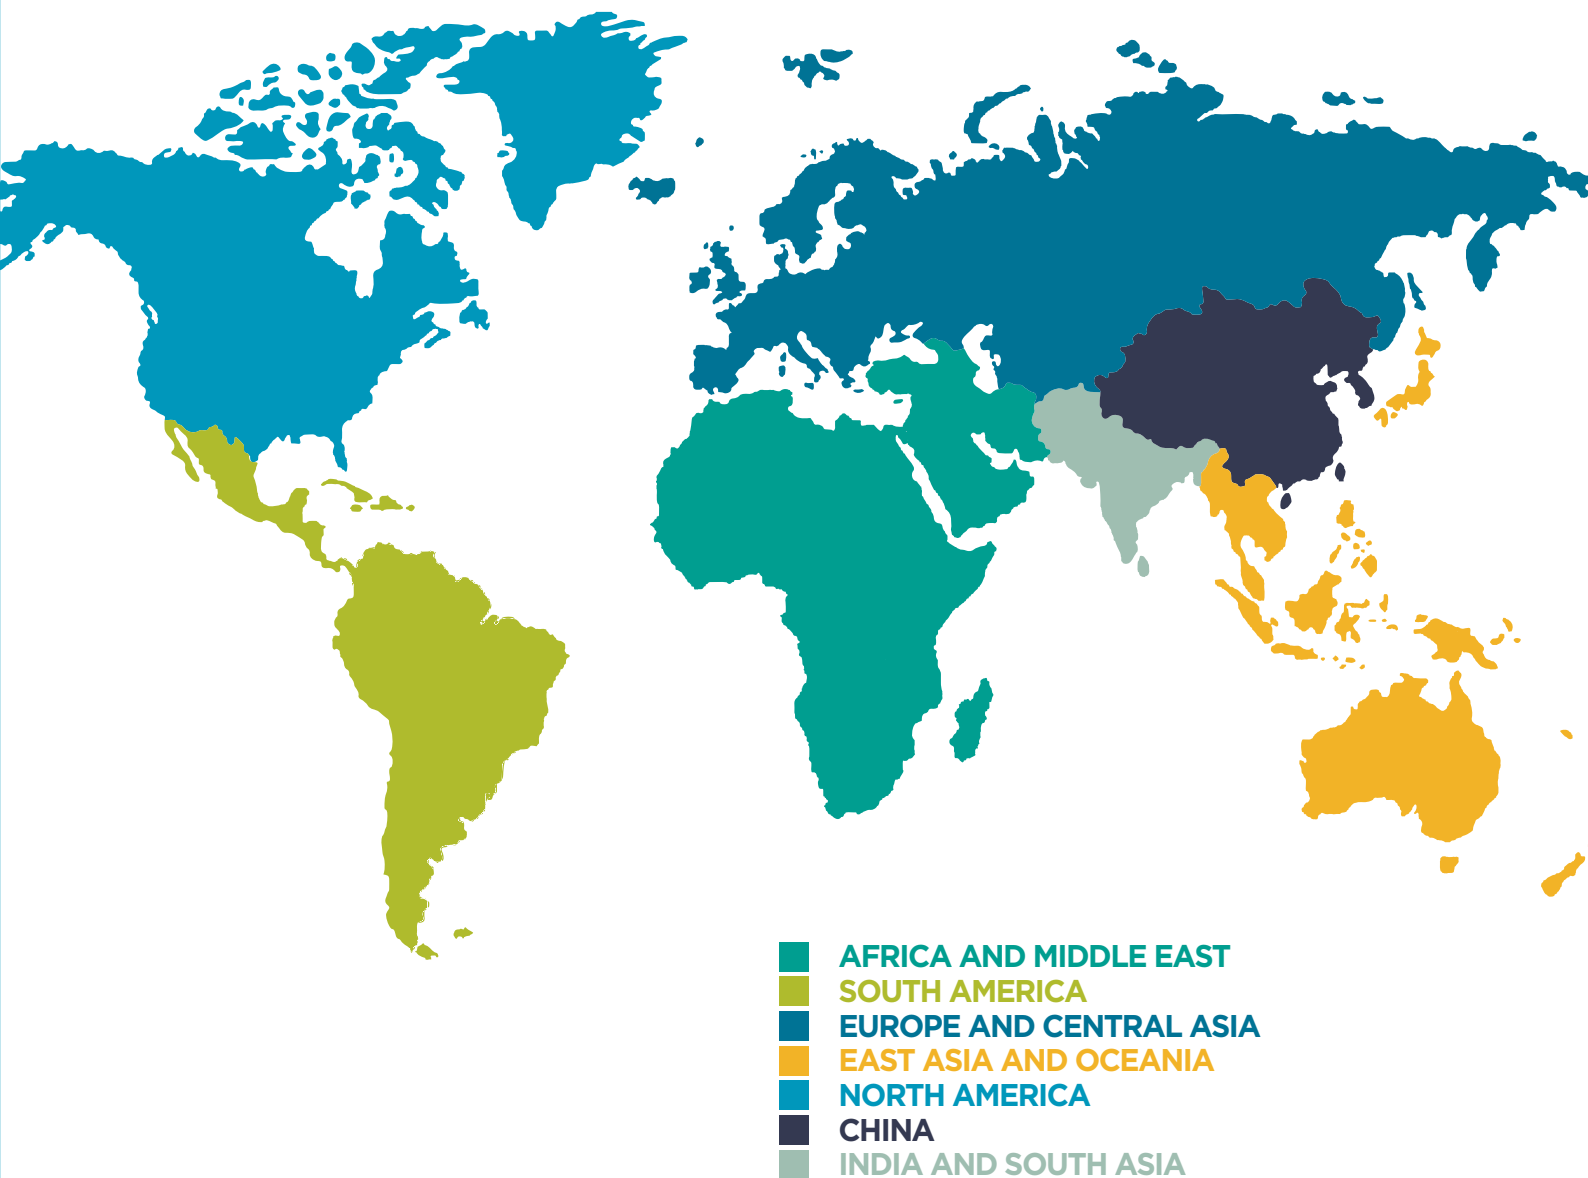 AFRICA AND MIDDLE EAST
SOUTH AMERICA
EUROPE AND CENTRAL ASIA
EAST ASIA AND OCEANIA
NORTH AMERICA
CHINA
INDIA AND SOUTH ASIA